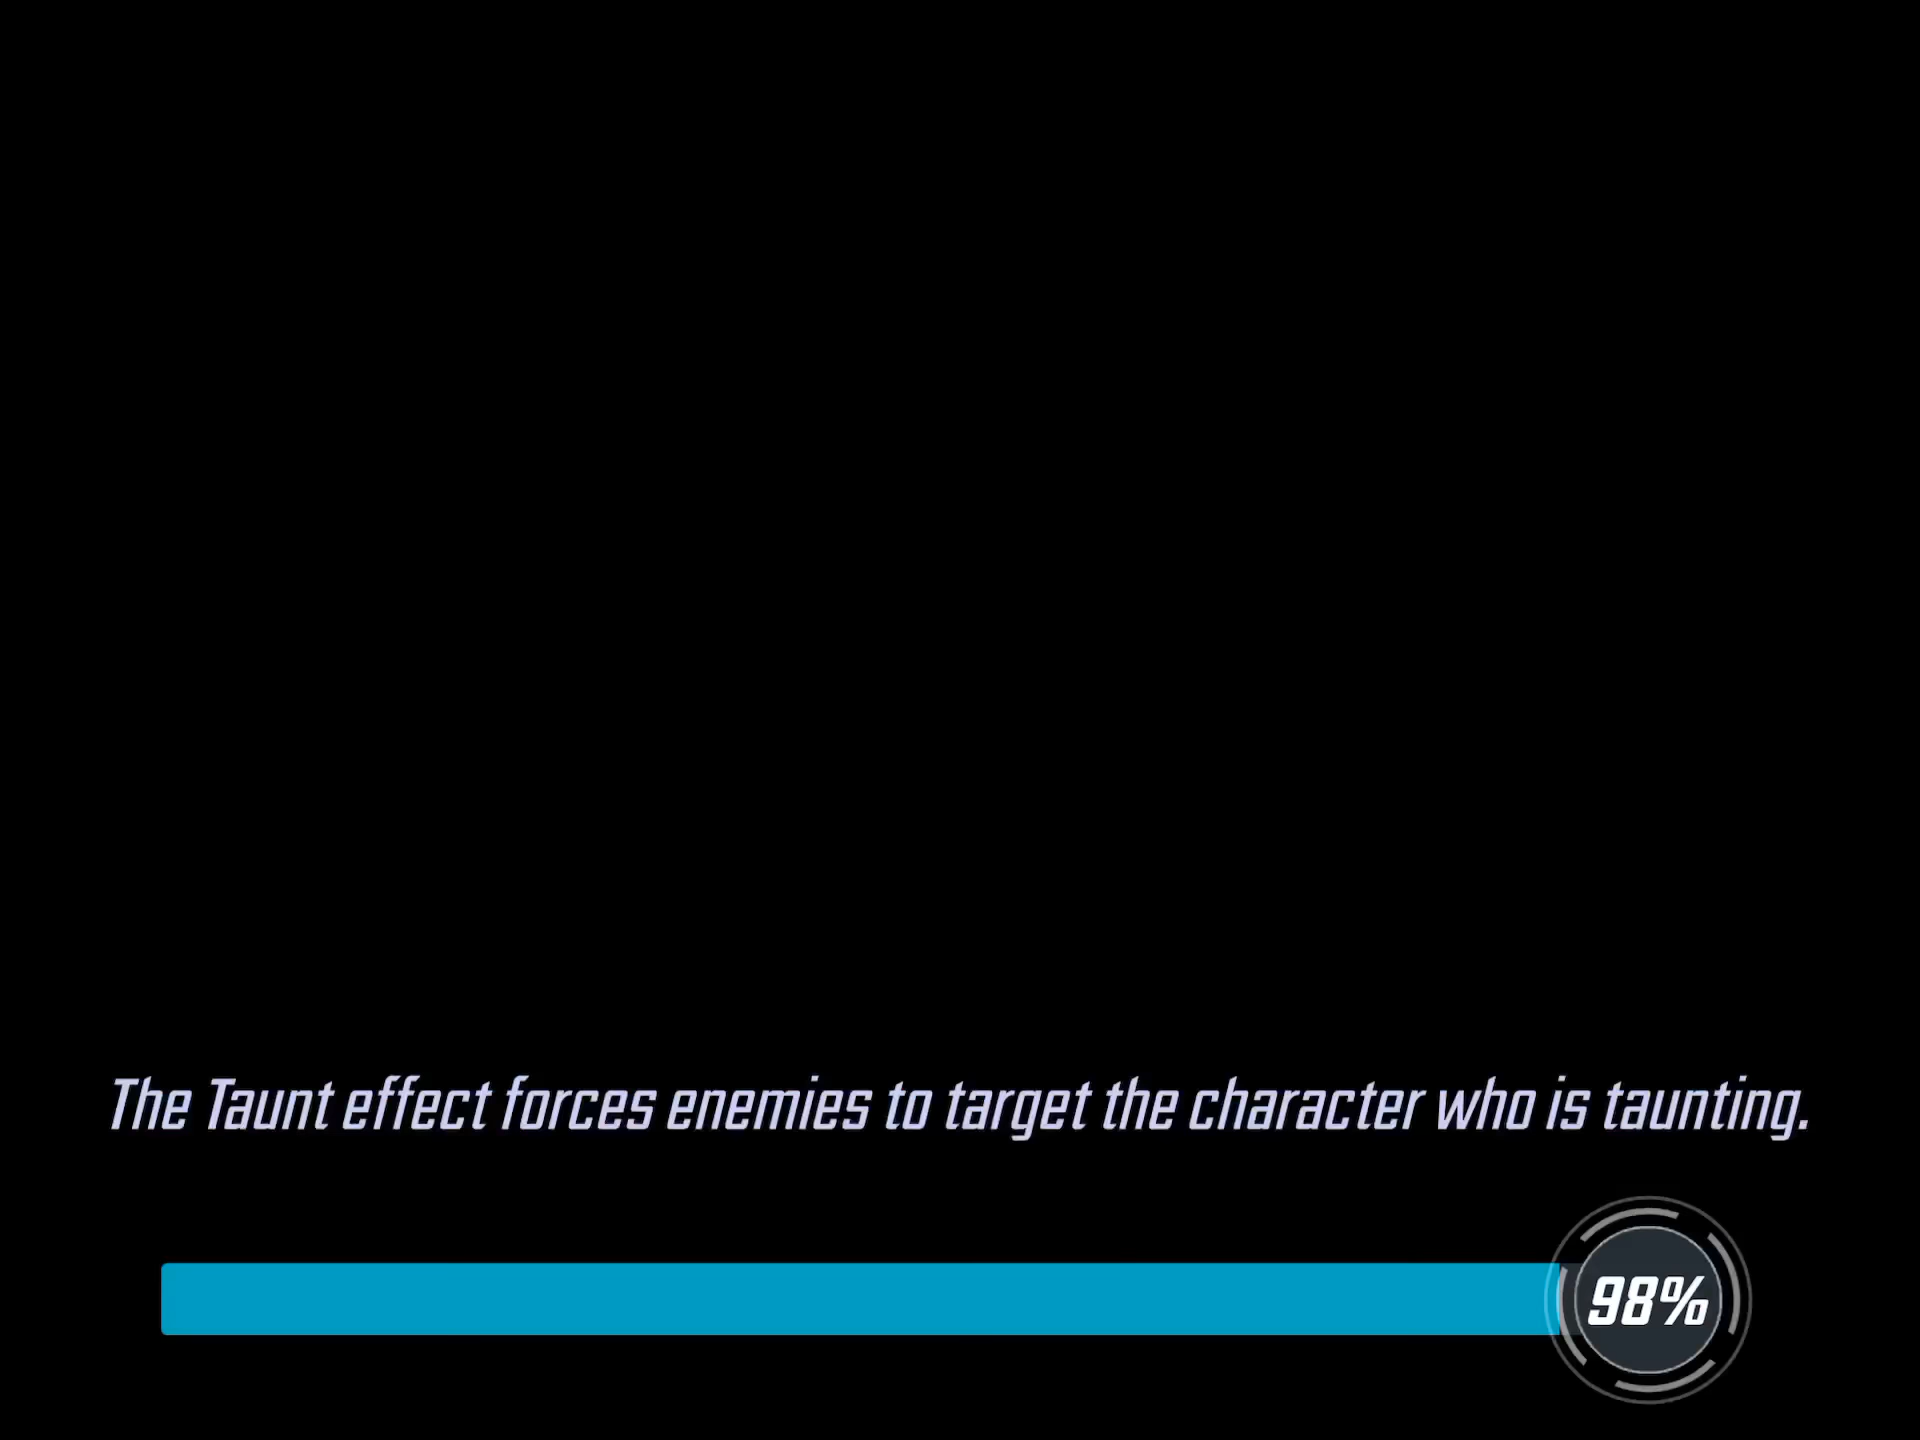 The Taunt effect forces enemies to target the character who is taunting.
98%